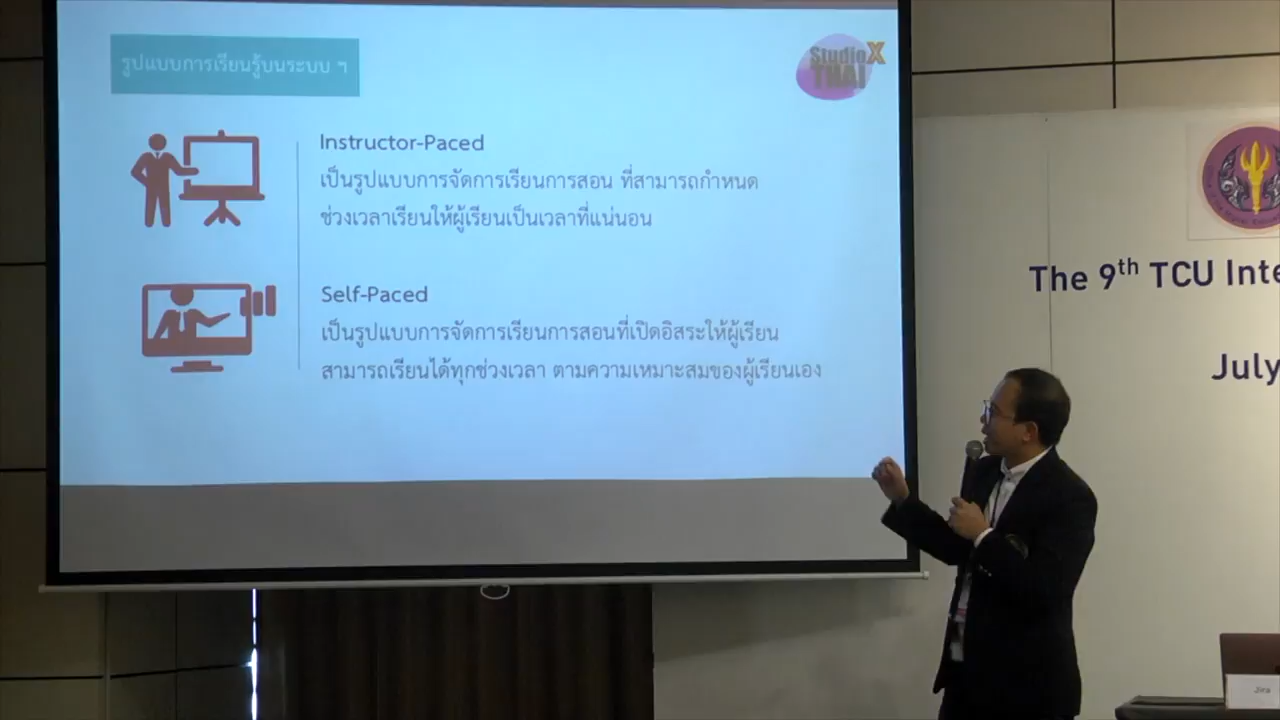 รูปแบบการเรียนรู้บนระบบ ฯ
StudioX
THAI
Instructor-Paced
เป็นรูปแบบการจัดการเรียนการสอน ที่สามารถกำหนด
ช่วงเวลาเรียนให้ผู้เรียนเป็นเวลาที่แน่นอน
Self-Paced
เป็นรูปแบบการจัดการเรียนการสอนที่เปิดอิสระให้ผู้เรียน
สามารถเรียนได้ทุกช่วงเวลา ตามความเหมาะสมของผู้เรียนเอง
The 9th TCU Inte
July
Jira